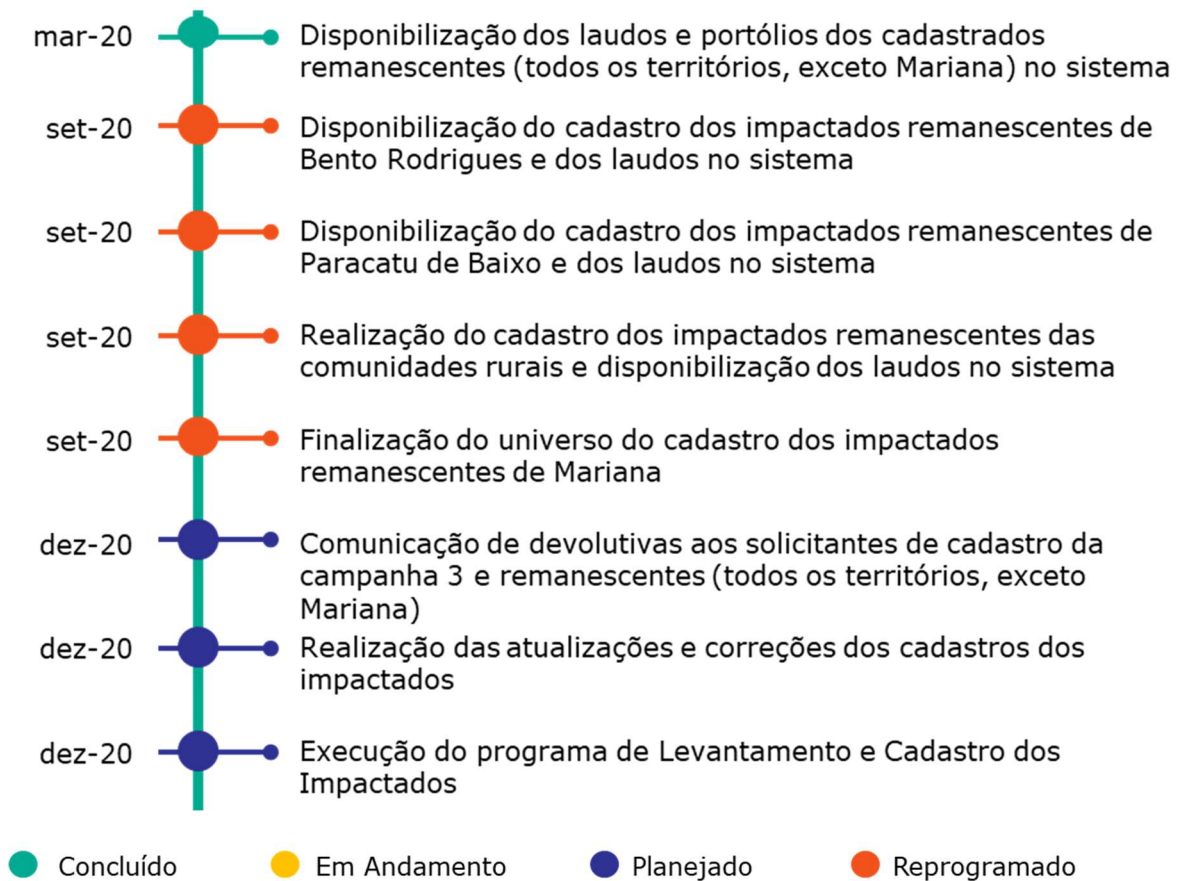 mar-20 Disponibilização dos laudos e portólios dos cadastrados
remanescentes (todos os territórios, exceto Mariana) no sistema
set-20 Disponibilização do cadastro dos impactados remanescentes de
Bento Rodrigues e dos laudos no sistema
set-20 Disponibilização do cadastro dos impactados remanescentes de
Paracatu de Baixo e dos laudos no sistema
set-20 Realização do cadastro dos impactados remanescentes das
comunidades rurais e disponibilização dos laudos no sistema
set-20 Finalização do universo do cadastro dos impactados
remanescentes de Mariana
dez-20 Comunicação de devolutivas aos solicitantes de cadastro da
campanha 3 e remanescentes (todos os territórios, exceto
Mariana)
dez-20 Realização das atualizações e correções dos cadastros dos
impactados
dez-20 Execução do programa de Levantamento e Cadastro dos
Impactados
Concluído Em Andamento Planejado Reprogramado